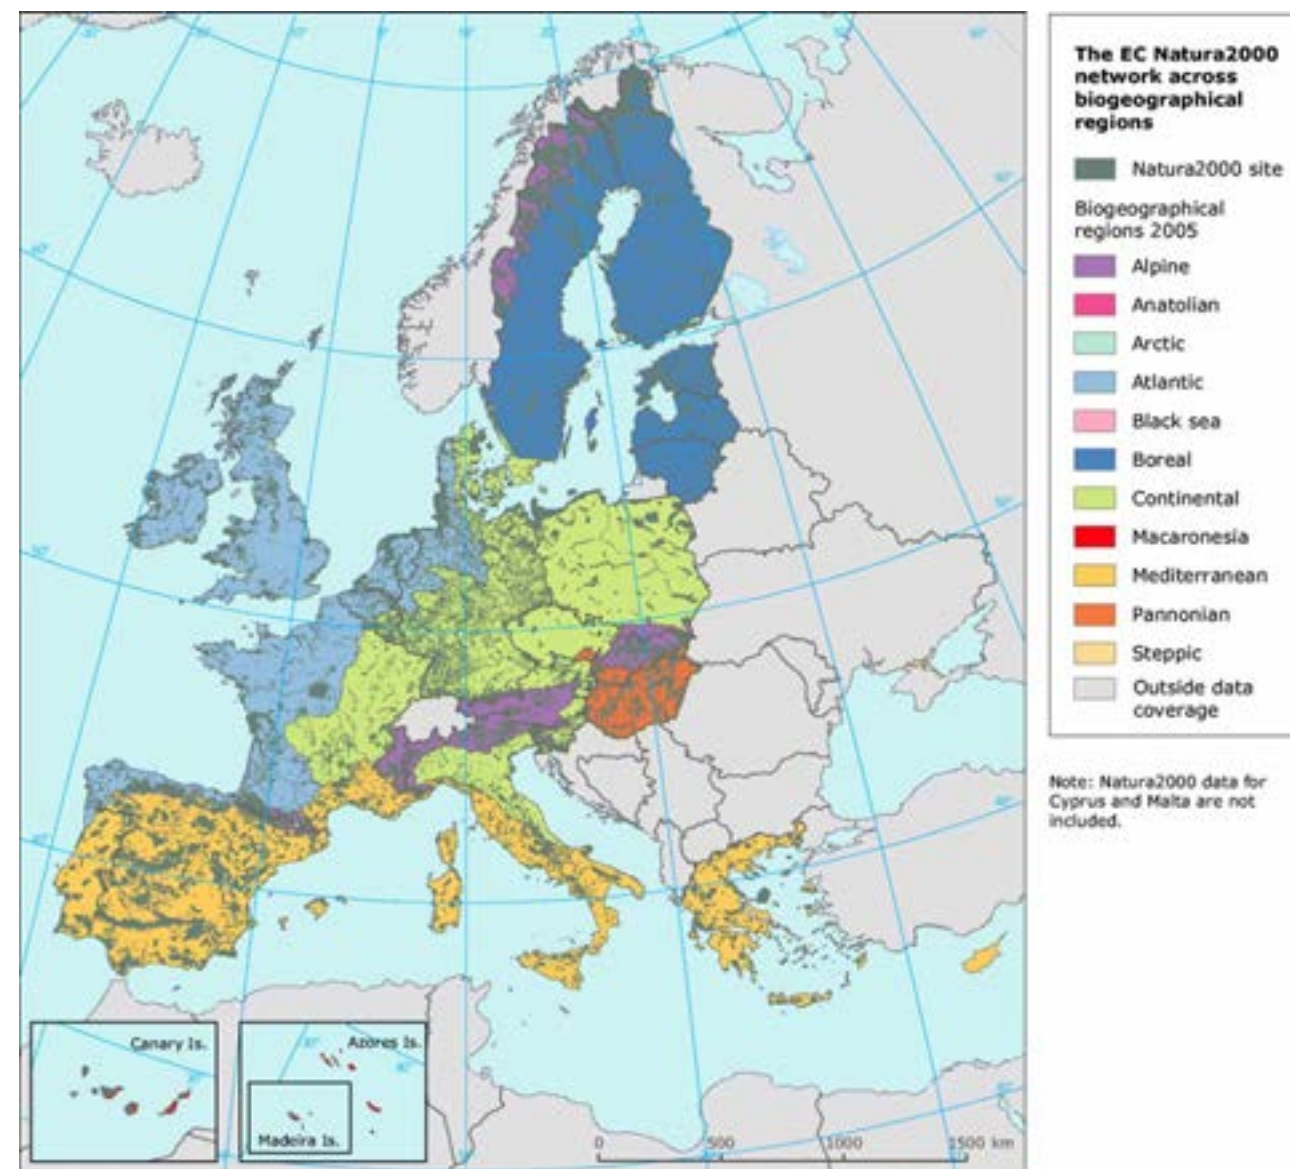 The EC Natura2000
network across
biogeographical
regions
Natura2000 site
Biogeographical
regions 2005
Alpine
Anatolian
Arctic
Atlantic
Black sea
Boreal
Continental
Macaronesia
Mediterranean
Pannonian
Steppic
Outside data
coverage
Note: Natura2000 data for
Cyprus and Malta are not
included.
Canary Is.
Azores Is.
Madeira Is.
0 500 1000 1500 km